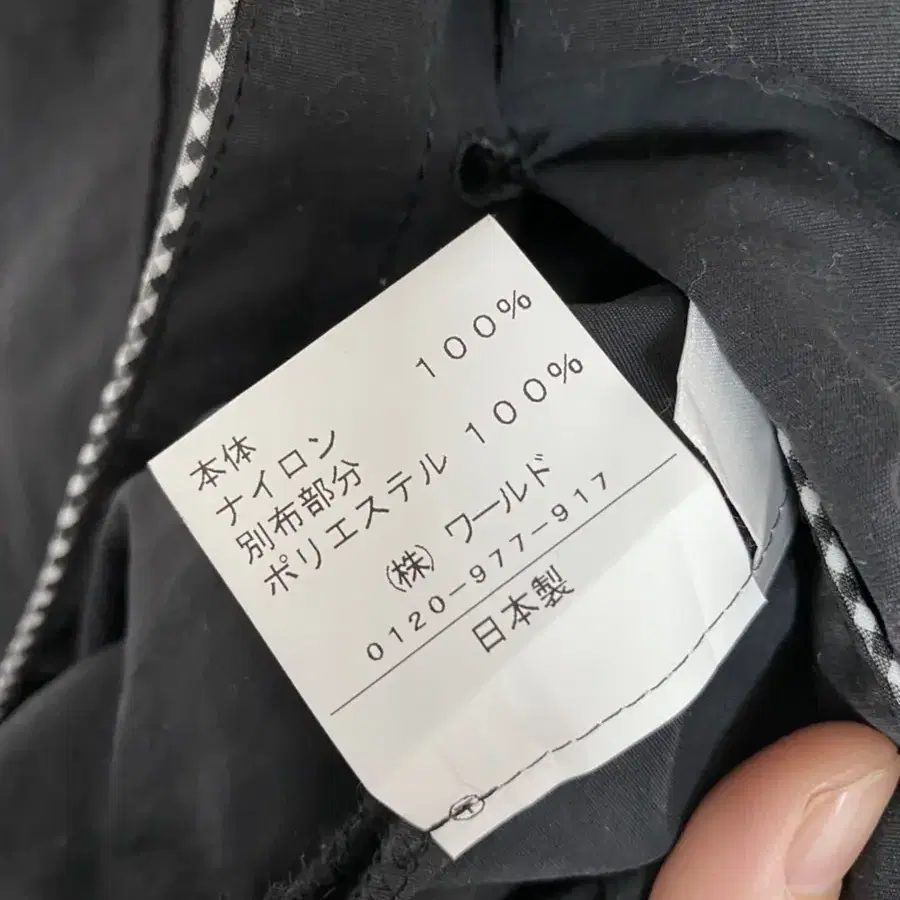 本体
ナイロン 100%
別布部分
ポリエステル 100%
(株) ワールド
0120-977-917
日本製